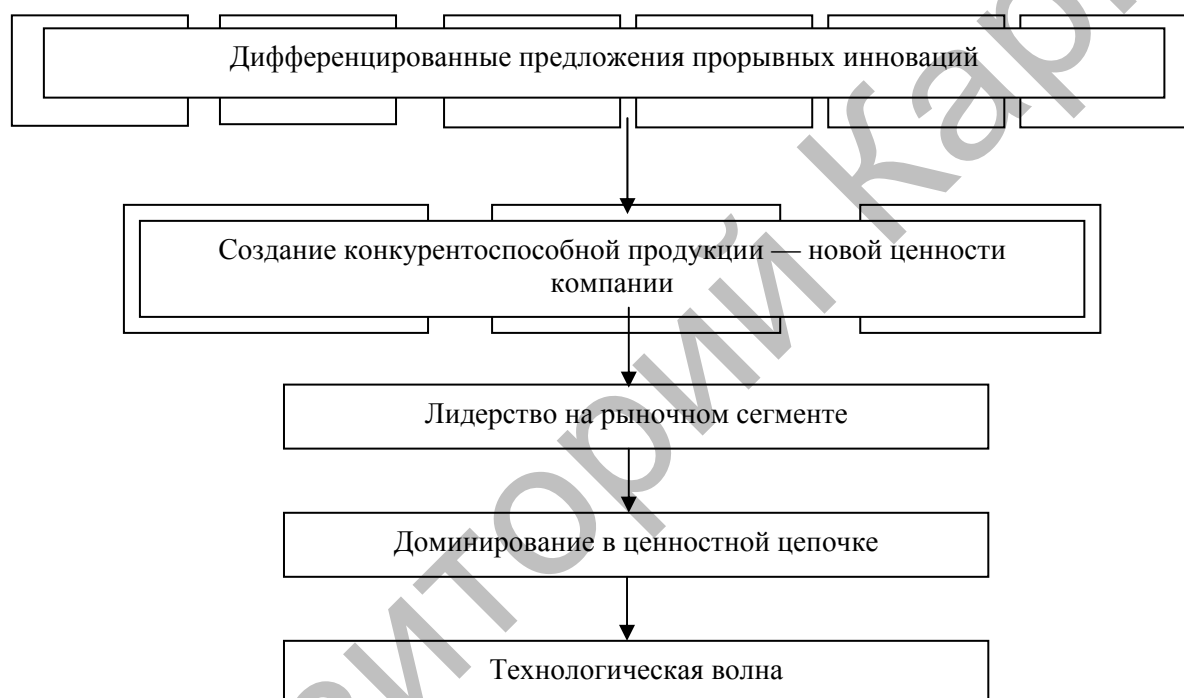 Дифференцированные предложения прорывных инноваций
Создание конкурентоспособной продукции — новой ценности
компании
Лидерство на рыночном сегменте
Доминирование в ценностной цепочке
Технологическая волна